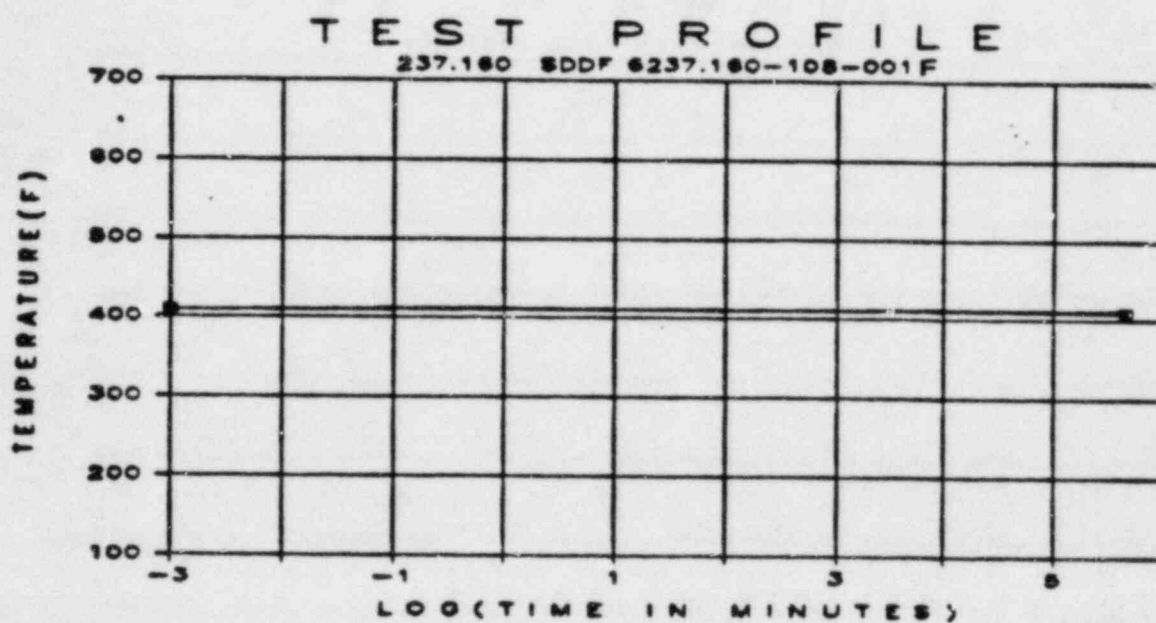 TEST PROFILE
237.160 SDDF 6237.160-108-001F
700
600
500
400
300
200
100
TEMPERATURE(F)
-3 -1 1 3 5
LOG(TIME IN MINUTES)